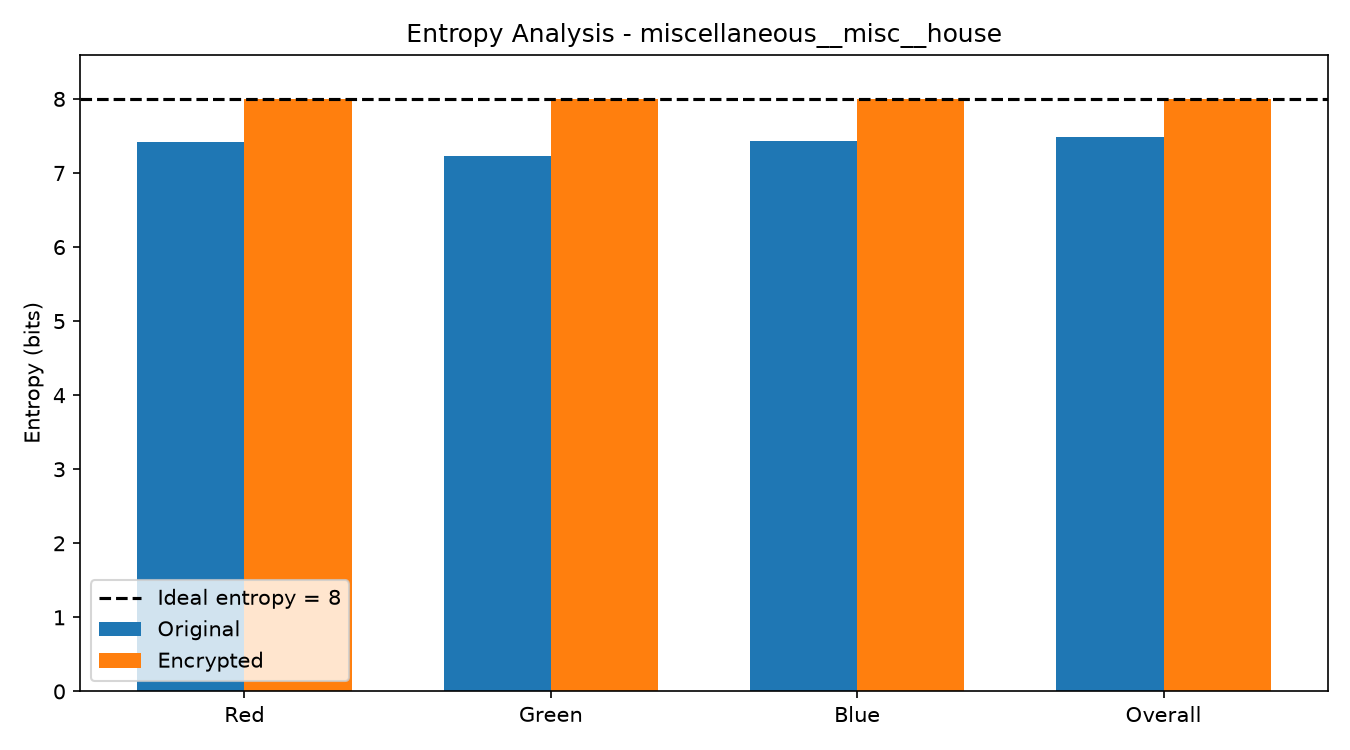 Entropy Analysis - miscellaneous__misc__house
Entropy (bits)
8
7
6
5
4
3
2
1
0
Ideal entropy = 8
Original
Encrypted
Red Green Blue Overall